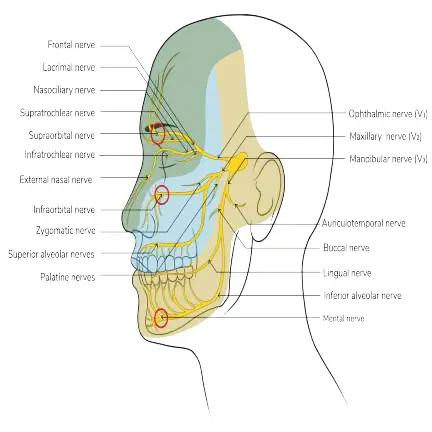 Frontal nerve
Lacrimal nerve
Nasociliary nerve
Supratrochlear nerve
Supraorbital nerve
Infratrochlear nerve
External nasal nerve
Infraorbital nerve
Zygomatic nerve
Superior alveolar nerves
Palatine nerves
Ophthalmic nerve (V₁)
Maxillary nerve (V₂)
Mandibular nerve (V₃)
Auriculotemporal nerve
Buccal nerve
Lingual nerve
Inferior alveolar nerve
Mental nerve